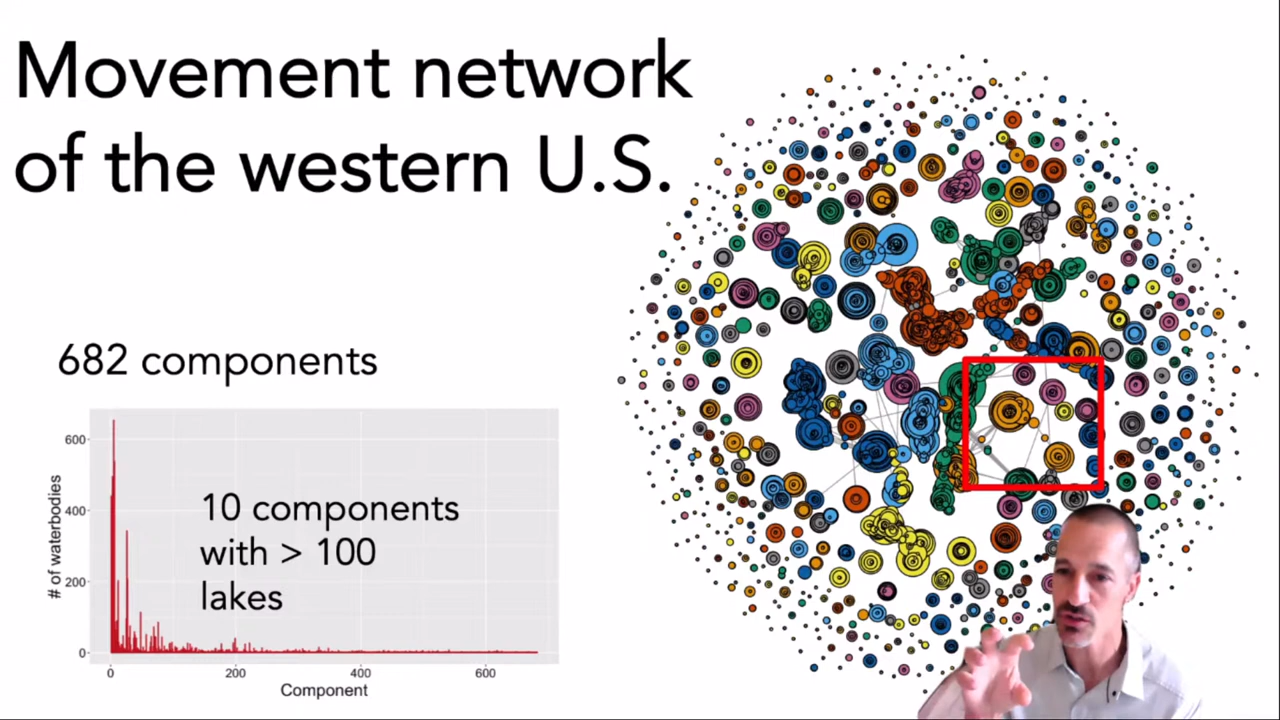 Movement network
of the western U.S.
682 components
10 components
with > 100
lakes
# of waterbodies
600
400
200
0
0 200 400 600
Component